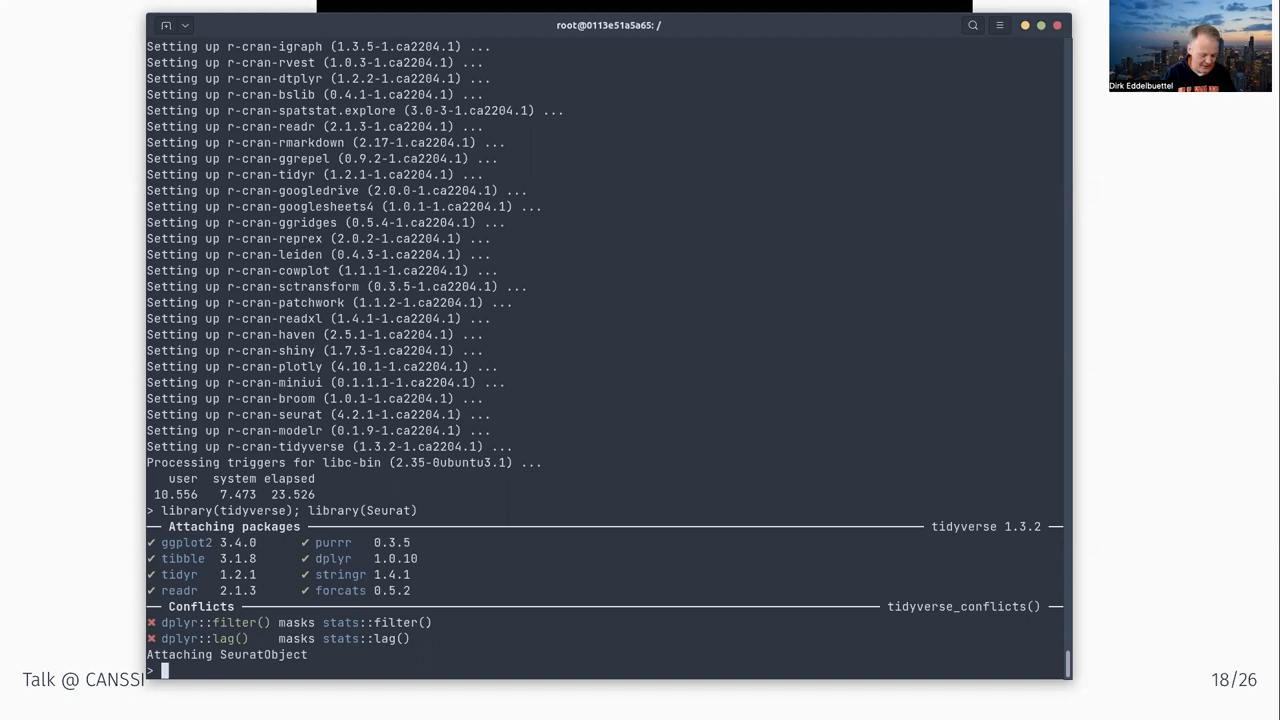 root@0113e51a5a65: /
Setting up r-cran-igraph (1.3.5-1.ca2204.1) ...
Setting up r-cran-rvest (1.0.3-1.ca2204.1) ...
Setting up r-cran-dtplyr (1.2.2-1.ca2204.1) ...
Setting up r-cran-bslib (0.4.1-1.ca2204.1) ...
Setting up r-cran-spatstat.explore (3.0-3-1.ca2204.1) ...
Setting up r-cran-readr (2.1.3-1.ca2204.1) ...
Setting up r-cran-rmarkdown (2.17-1.ca2204.1) ...
Setting up r-cran-ggrepel (0.9.2-1.ca2204.1) ...
Setting up r-cran-tidyr (1.2.1-1.ca2204.1) ...
Setting up r-cran-googledrive (2.0.0-1.ca2204.1) ...
Setting up r-cran-googlesheets4 (1.0.1-1.ca2204.1) ...
Setting up r-cran-ggridges (0.5.4-1.ca2204.1) ...
Setting up r-cran-reprex (2.0.2-1.ca2204.1) ...
Setting up r-cran-leiden (0.4.3-1.ca2204.1) ...
Setting up r-cran-cowplot (1.1.1-1.ca2204.1) ...
Setting up r-cran-sctransform (0.3.5-1.ca2204.1) ...
Setting up r-cran-patchwork (1.1.2-1.ca2204.1) ...
Setting up r-cran-readxl (1.4.1-1.ca2204.1) ...
Setting up r-cran-haven (2.5.1-1.ca2204.1) ...
Setting up r-cran-shiny (1.7.3-1.ca2204.1) ...
Setting up r-cran-plotly (4.10.1-1.ca2204.1) ...
Setting up r-cran-miniui (0.1.1.1-1.ca2204.1) ...
Setting up r-cran-broom (1.0.1-1.ca2204.1) ...
Setting up r-cran-seurat (4.2.1-1.ca2204.1) ...
Setting up r-cran-modelr (0.1.9-1.ca2204.1) ...
Setting up r-cran-tidyverse (1.3.2-1.ca2204.1) ...
Processing triggers for libc-bin (2.35-0ubuntu3.1) ...
user system elapsed
10.556 7.473 23.526
> library(tidyverse); library(Seurat)
── Attaching packages ── tidyverse 1.3.2 ──
✔ ggplot2 3.4.0 ✔ purrr 0.3.5
✔ tibble 3.1.8 ✔ dplyr 1.0.10
✔ tidyr 1.2.1 ✔ stringr 1.4.1
✔ readr 2.1.3 ✔ forcats 0.5.2
── Conflicts ── tidyverse_conflicts() ──
✖ dplyr::filter() masks stats::filter()
✖ dplyr::lag() masks stats::lag()
Attaching SeuratObject
>
Talk @ CANSSI
18/26
Dirk Eddelbuettel